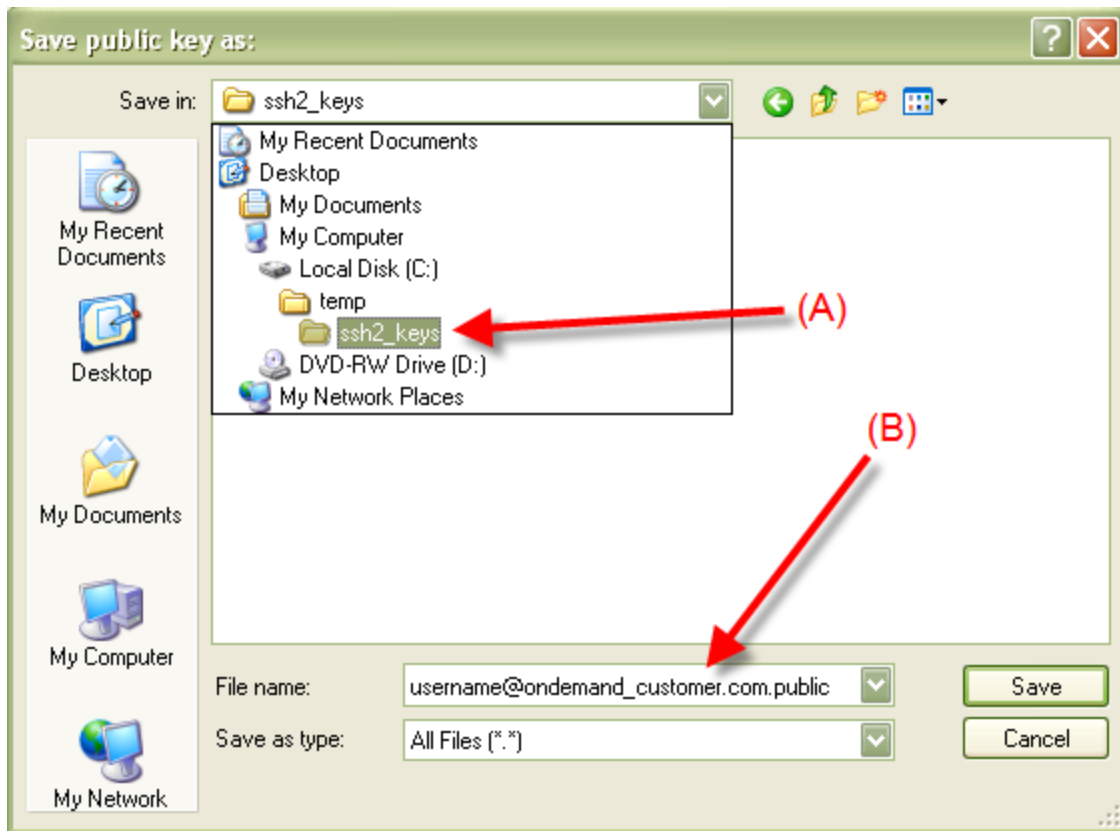 Save public key as:
Save in:
ssh2_keys
My Recent Documents
Desktop
My Documents
My Computer
Local Disk (C:)
temp
ssh2_keys
DVD-RW Drive (D:)
My Network Places
(A)
(B)
My Recent
Documents
Desktop
My Documents
My Computer
My Network
File name:
username@ondemand_customer.com.public
Save
Save as type:
All Files (*.*)
Cancel